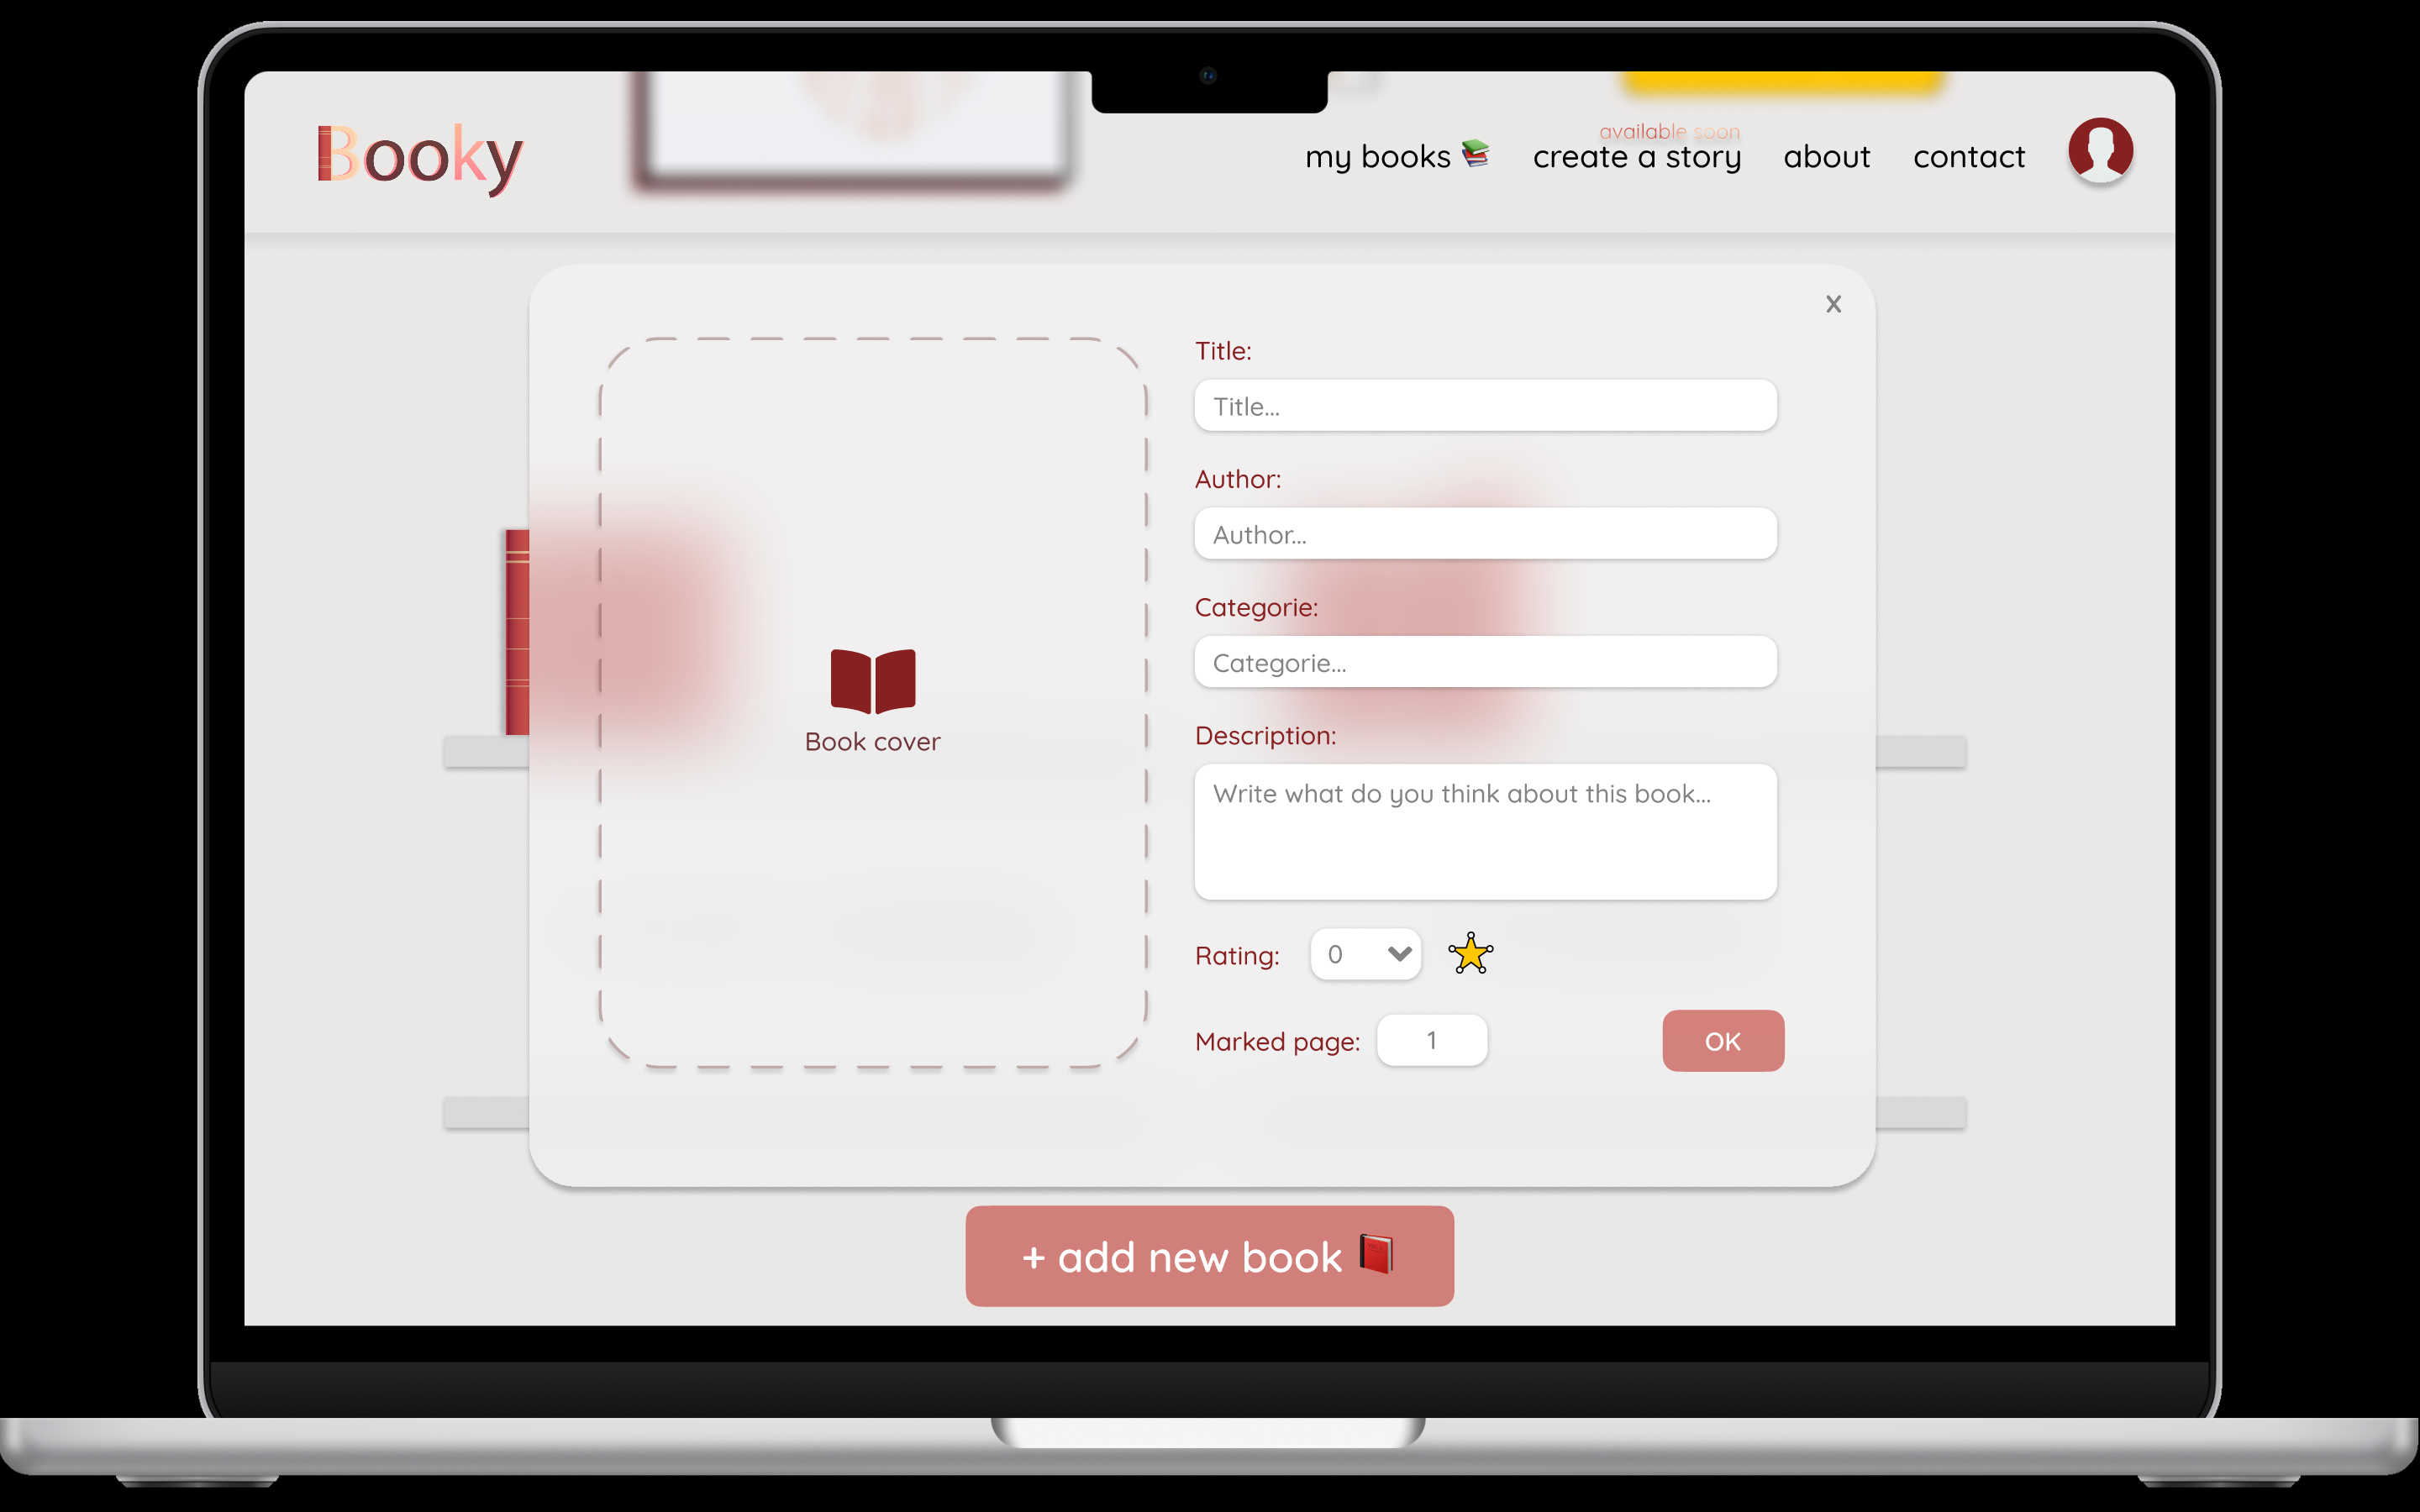 Booky
my books
available soon
create a story
about
contact
x
Title:
Title...
Author:
Author...
Categorie:
Categorie...
Book cover
Description:
Write what do you think about this book...
Rating: 0
Marked page: 1
OK
+ add new book